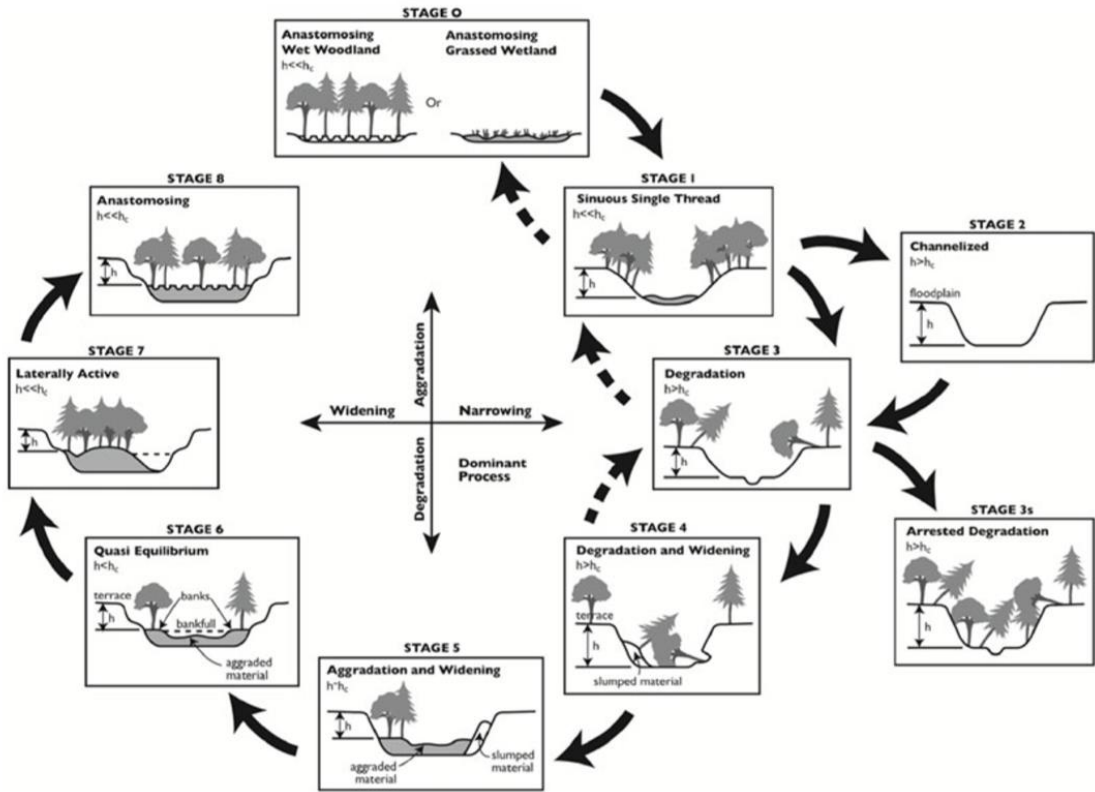 STAGE 0
Anastomosing
Wet Woodland
h<<hc
Or
Anastomosing
Grassed Wetland
STAGE 1
Sinuous Single Thread
h<<hc
h
STAGE 2
Channelized
h>hc
floodplain
h
STAGE 3
Degradation
h>hc
h
STAGE 3s
Arrested Degradation
h>hc
h
STAGE 4
Degradation and Widening
h>hc
terrace
h
slumped material
STAGE 5
Aggradation and Widening
h~hc
h
aggraded
material
slumped
material
STAGE 6
Quasi Equilibrium
h<hc
terrace
banks
h
bankfull
aggraded
material
STAGE 7
Laterally Active
h<<hc
h
STAGE 8
Anastomosing
h<<hc
h
Aggradation
Widening
Narrowing
Degradation
Dominant
Process